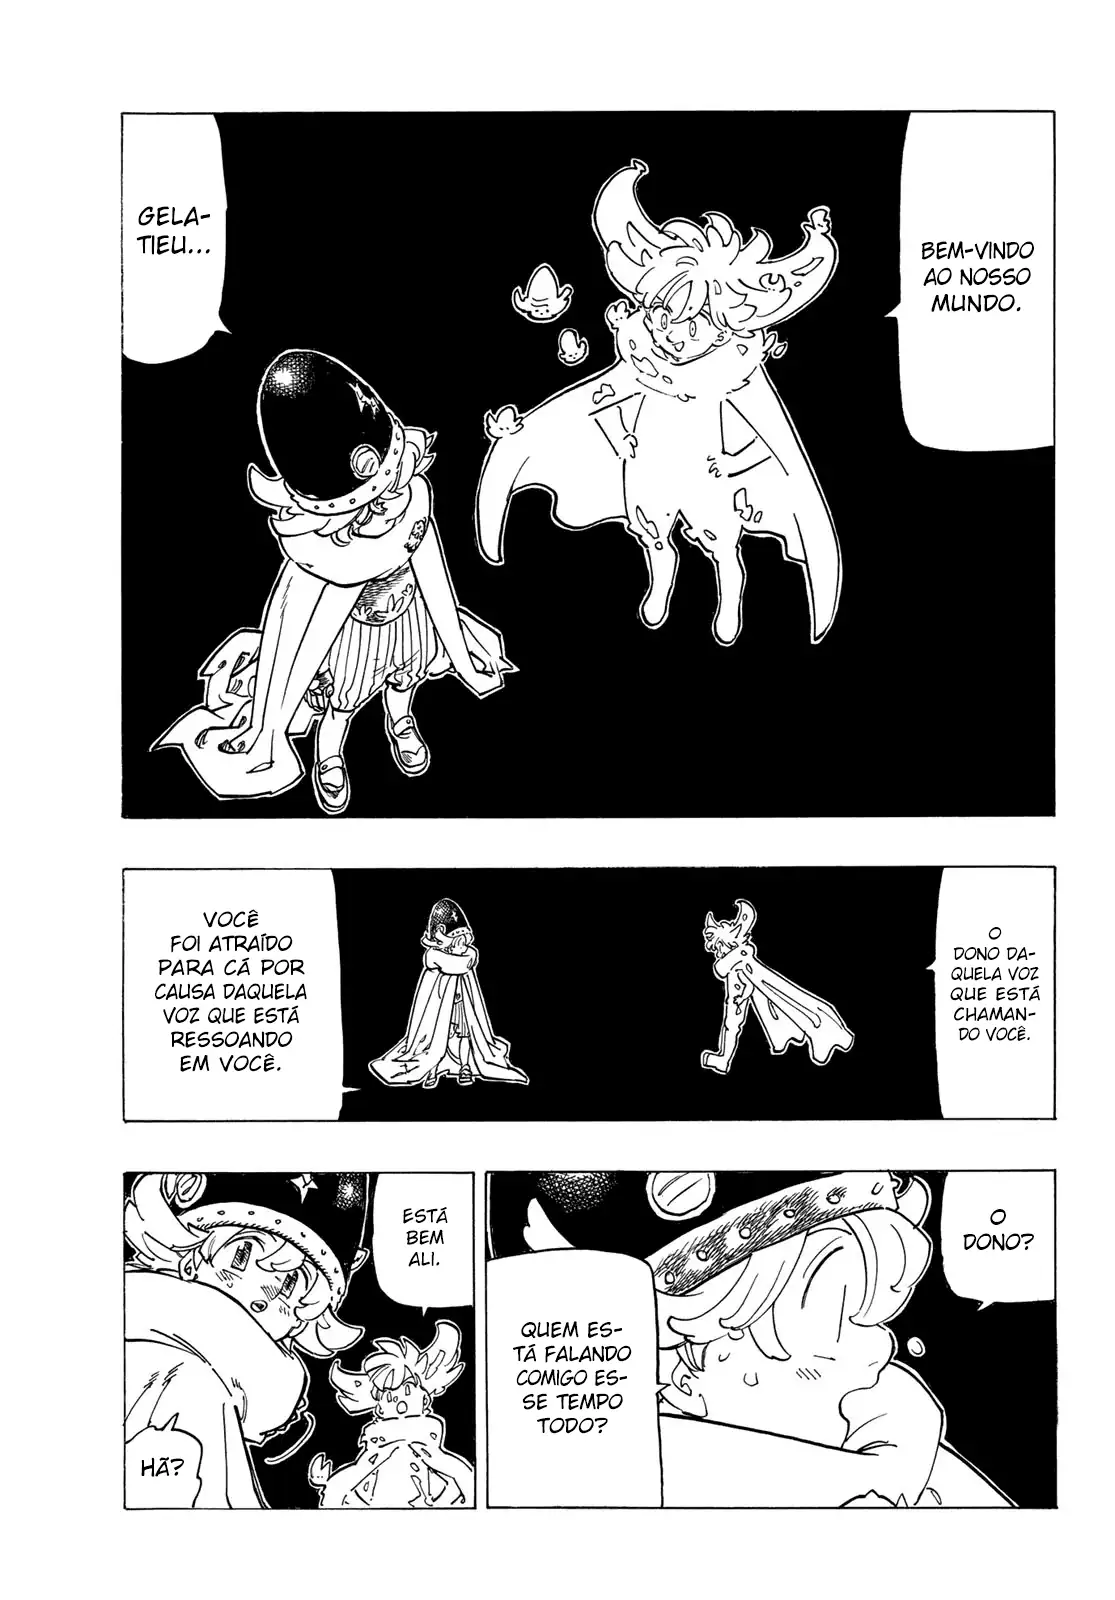 BEM-VINDO
AO NOSSO
MUNDO.
GELA-
TIEU...
O
DONO DA-
QUELA VOZ
QUE ESTÁ
CHAMAN-
DO VOCÊ.
VOCÊ
FOI ATRAÍDO
PARA CÁ POR
CAUSA DAQUELA
VOZ QUE ESTÁ
RESSOANDO
EM VOCÊ.
O
DONO?
QUEM ES-
TÁ FALANDO
COMIGO ES-
SE TEMPO
TODO?
ESTÁ
BEM
ALI.
HÃ?